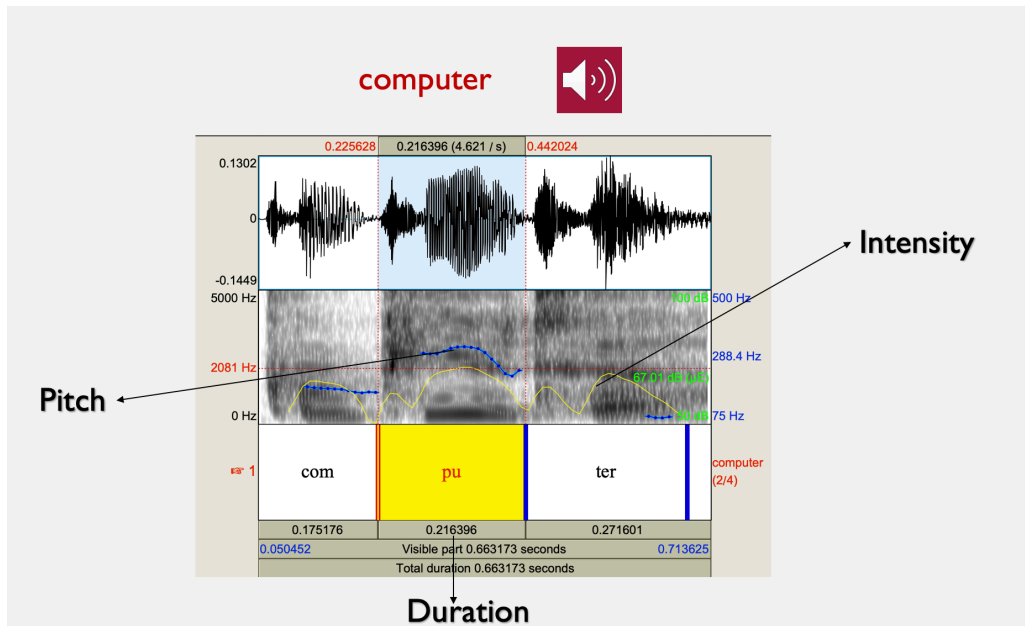 computer
0.225628 0.216396 (4.621 / s) 0.442024
0.1302
0
-0.1449
Intensity
5000 Hz 100 dB 500 Hz
288.4 Hz
2081 Hz
67.01 dB (µE)
Pitch
0 Hz 75 Hz
☞ 1 com pu ter computer
(2/4)
0.175176 0.216396 0.271601
0.050452 Visible part 0.663173 seconds 0.713625
Total duration 0.663173 seconds
Duration